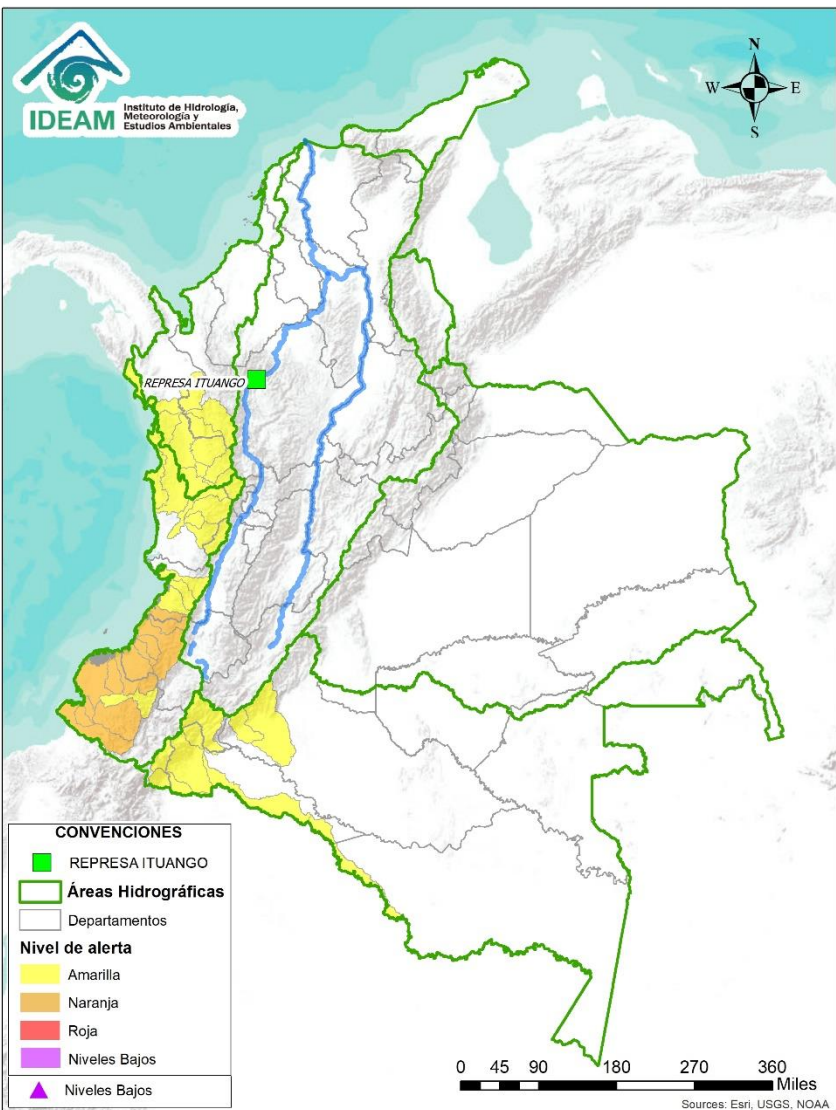 IDEAM
Instituto de Hidrología,
Meteorología y
Estudios Ambientales
N
W
E
S
REPRESA ITUANGO
CONVENCIONES
REPRESA ITUANGO
Áreas Hidrográficas
Departamentos
Nivel de alerta
Amarilla
Naranja
Roja
Niveles Bajos
Niveles Bajos
0 45 90 180 270 360
Miles
Sources: Esri, USGS, NOAA